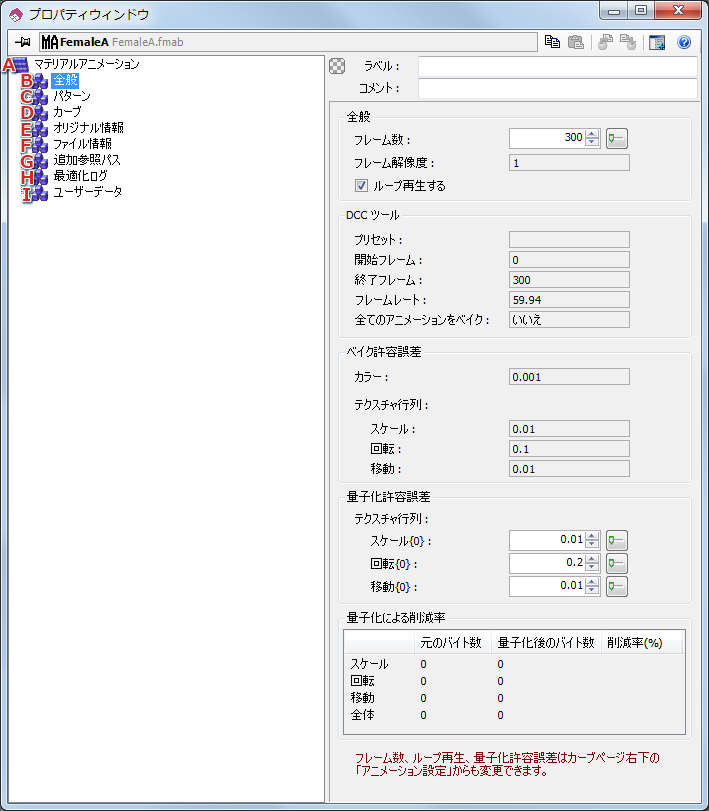 プロパティウィンドウ
MA FemaleA FemaleA.fmab
A マテリアルアニメーション
B 全般
C パターン
D カーブ
E オリジナル情報
F ファイル情報
G 追加参照パス
H 最適化ログ
I ユーザーデータ
ラベル :
コメント :
全般
フレーム数 : 300
フレーム解像度 : 1
ループ再生する
DCC ツール
プリセット :
開始フレーム : 0
終了フレーム : 300
フレームレート : 59.94
全てのアニメーションをベイク : いいえ
ベイク許容誤差
カラー : 0.001
テクスチャ行列 :
スケール : 0.01
回転 : 0.1
移動 : 0.01
量子化許容誤差
テクスチャ行列 :
スケール{0} : 0.01
回転{0} : 0.2
移動{0} : 0.01
量子化による削減率
元のバイト数 量子化後のバイト数 削減率(%)
スケール 0 0
回転 0 0
移動 0 0
全体 0 0
フレーム数、ループ再生、量子化許容誤差はカーブページ右下の
「アニメーション設定」からも変更できます。